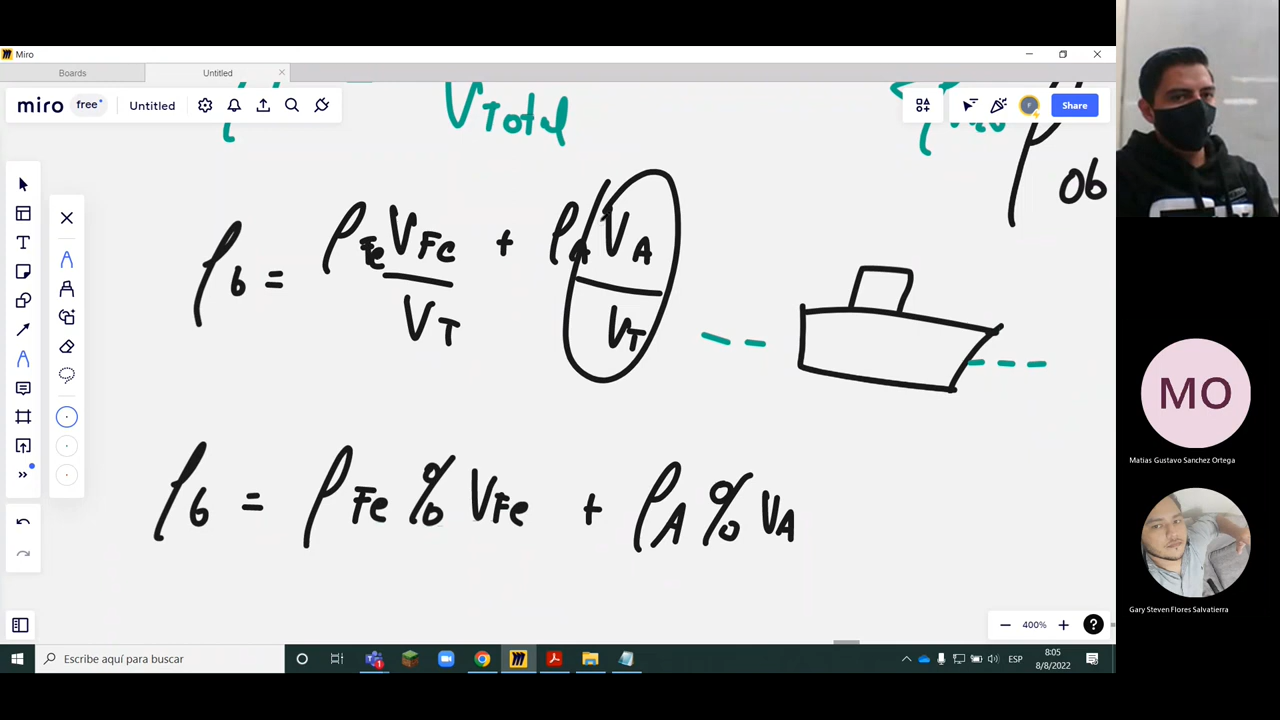 Miro
Boards
Untitled
miro
free
Untitled
Share
V Total
ρ
ob
ρb = ρFe VFe / VT + ρA VA / VT
ρb = ρFe % VFe + ρA % VA
MO
Matias Gustavo Sanchez Ortega
Gary Steven Flores Salvatierra
400%
Escribe aquí para buscar
ESP
8:05
8/8/2022